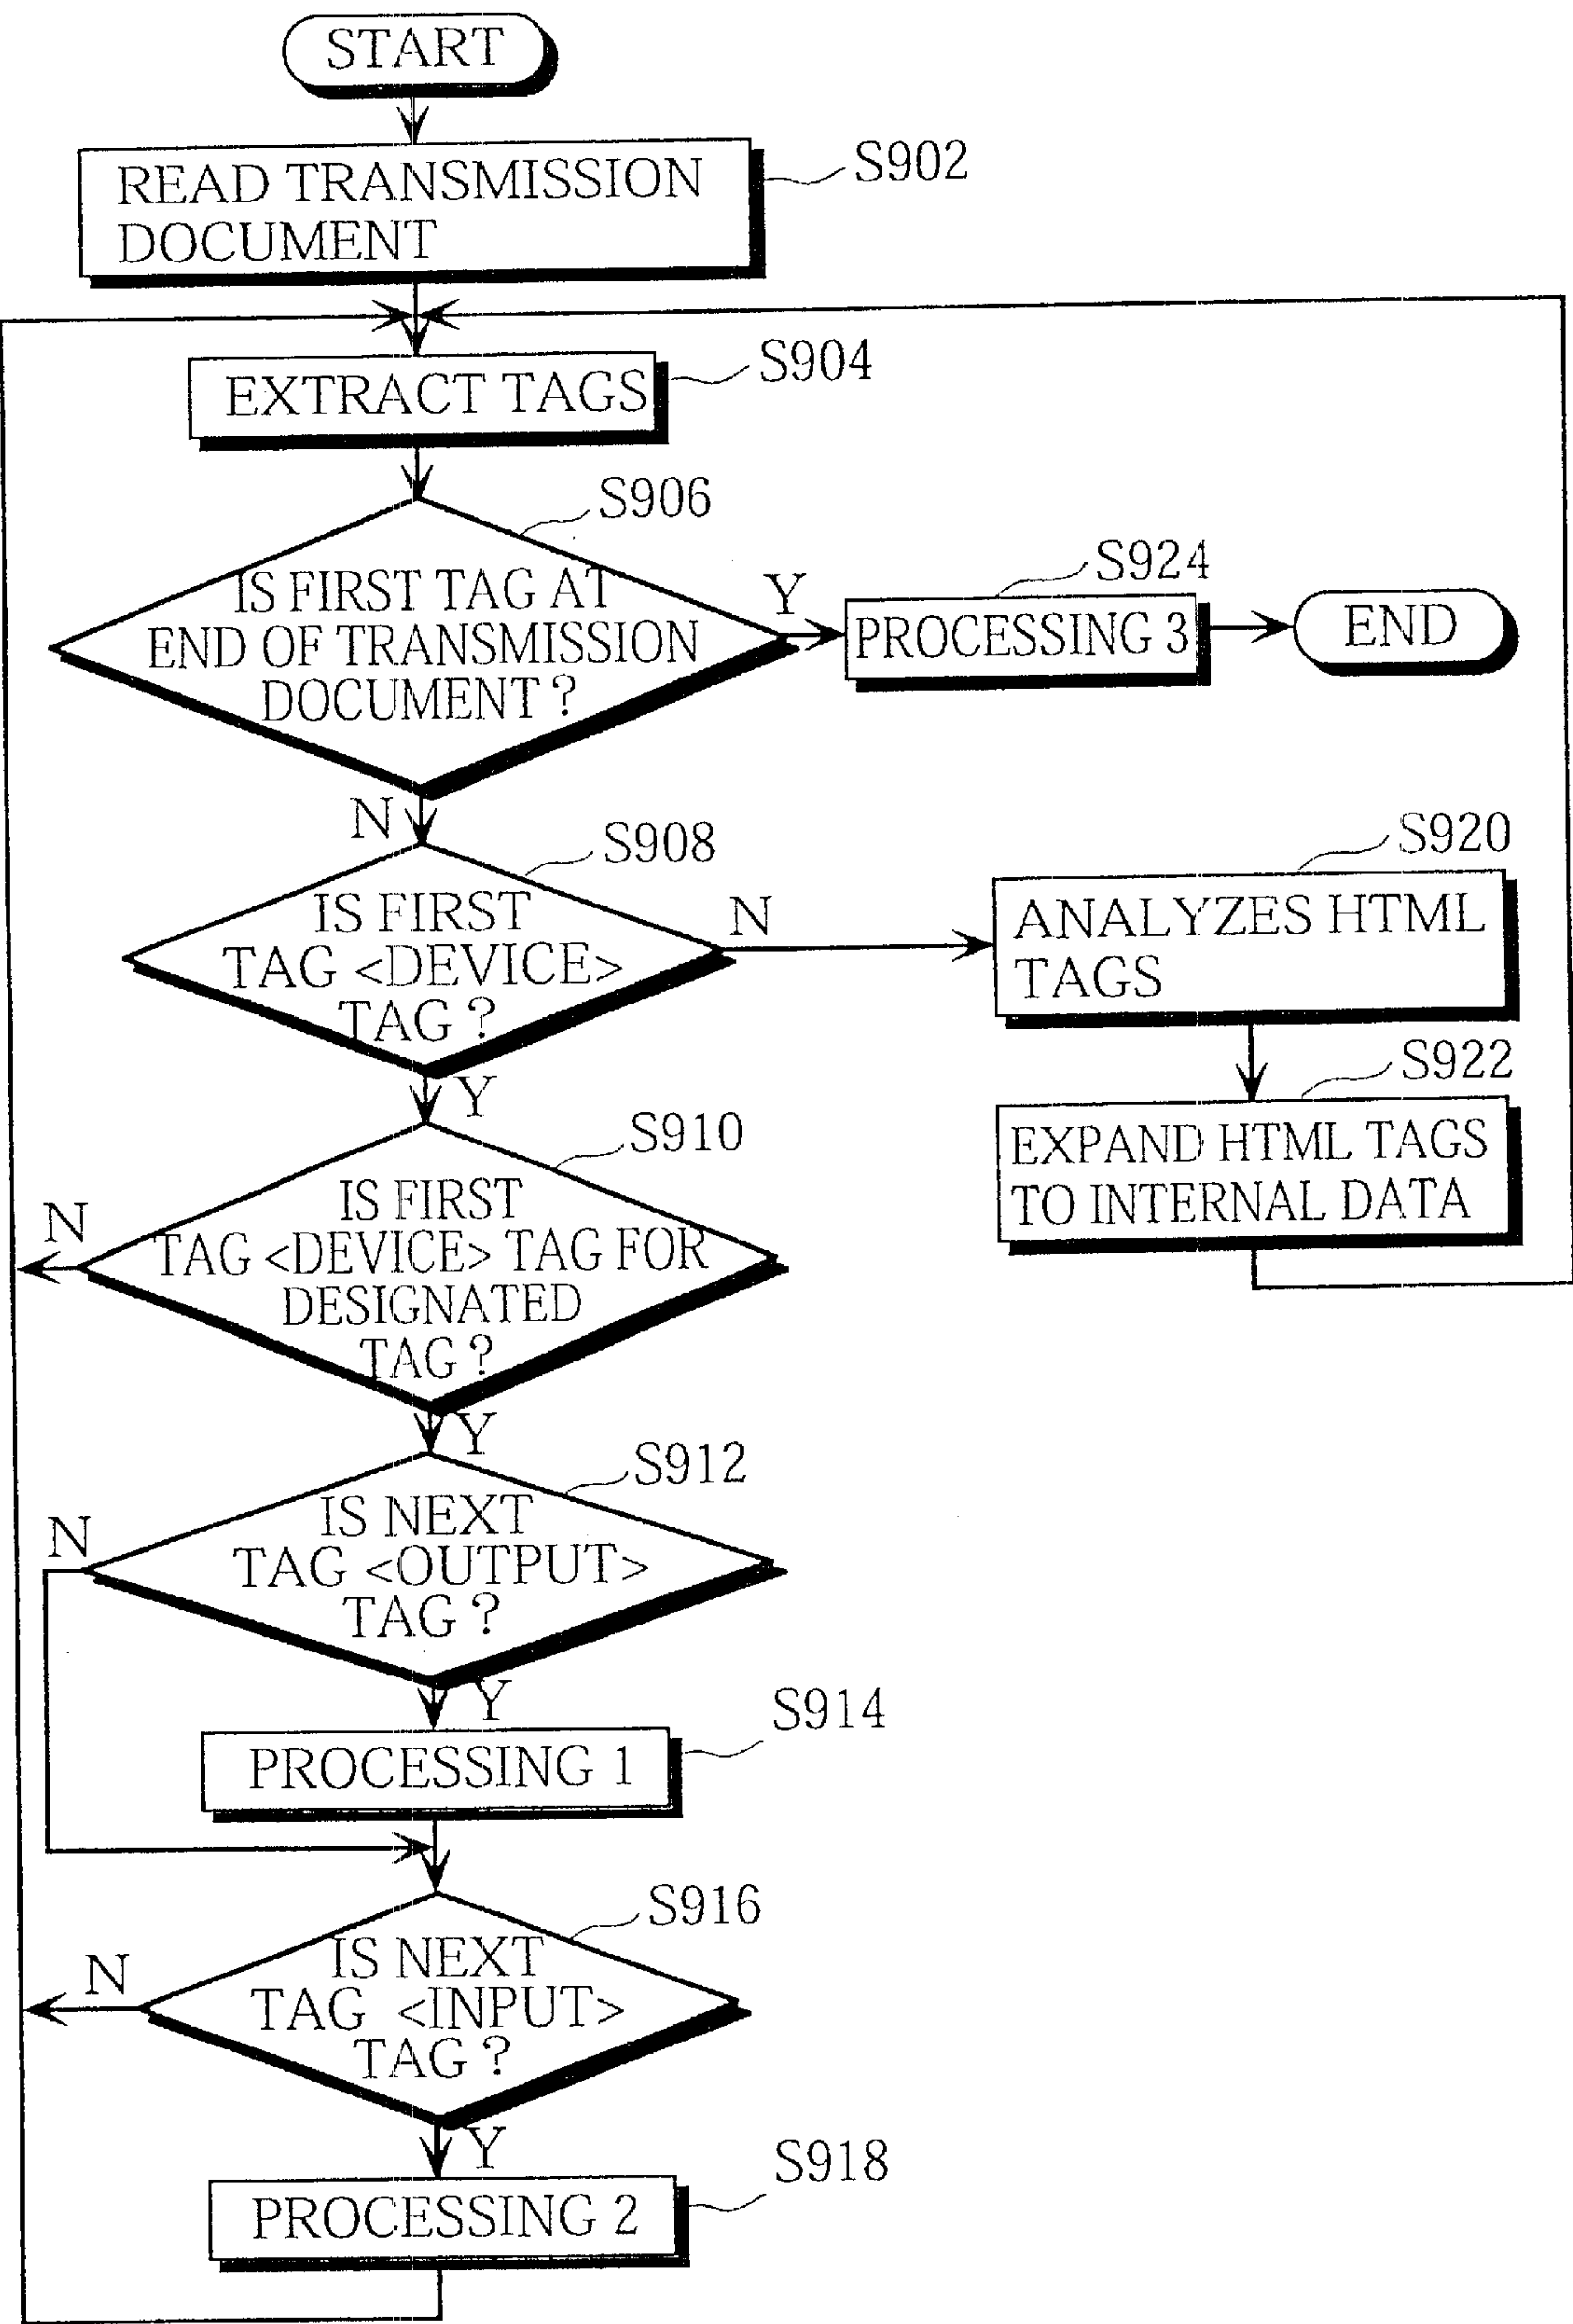 START
READ TRANSMISSION
DOCUMENT
S902
EXTRACT TAGS
S904
S906
IS FIRST TAG AT
END OF TRANSMISSION
DOCUMENT ?
Y
S924
PROCESSING 3
END
N
S908
IS FIRST
TAG <DEVICE>
TAG ?
N
S920
ANALYZES HTML
TAGS
S922
EXPAND HTML TAGS
TO INTERNAL DATA
Y
S910
IS FIRST
TAG <DEVICE> TAG FOR
DESIGNATED
TAG ?
N
Y
S912
IS NEXT
TAG <OUTPUT>
TAG ?
N
Y
S914
PROCESSING 1
S916
IS NEXT
TAG <INPUT>
TAG ?
N
Y
S918
PROCESSING 2